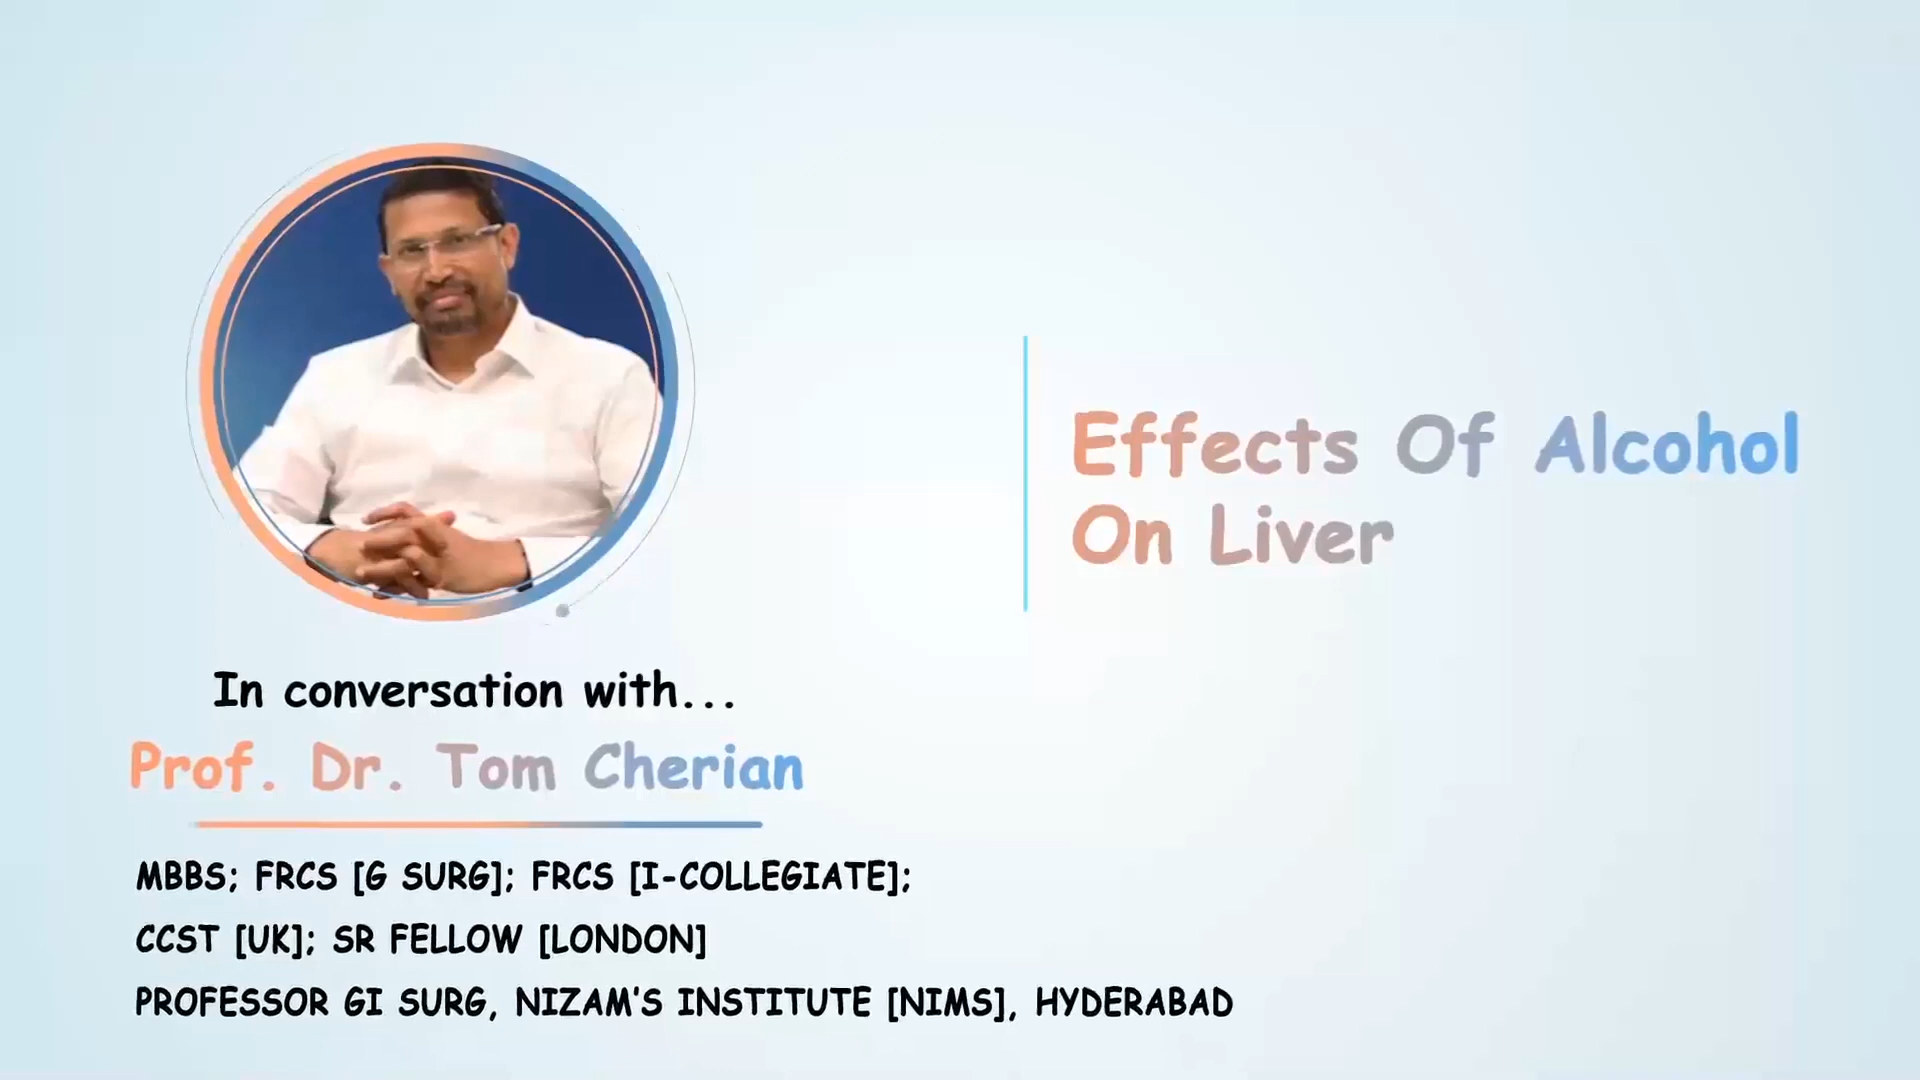 In conversation with...
Prof. Dr. Tom Cherian
MBBS; FRCS [G SURG]; FRCS [I-COLLEGIATE];
CCST [UK]; SR FELLOW [LONDON]
PROFESSOR GI SURG, NIZAM'S INSTITUTE [NIMS], HYDERABAD
Effects Of Alcohol
On Liver